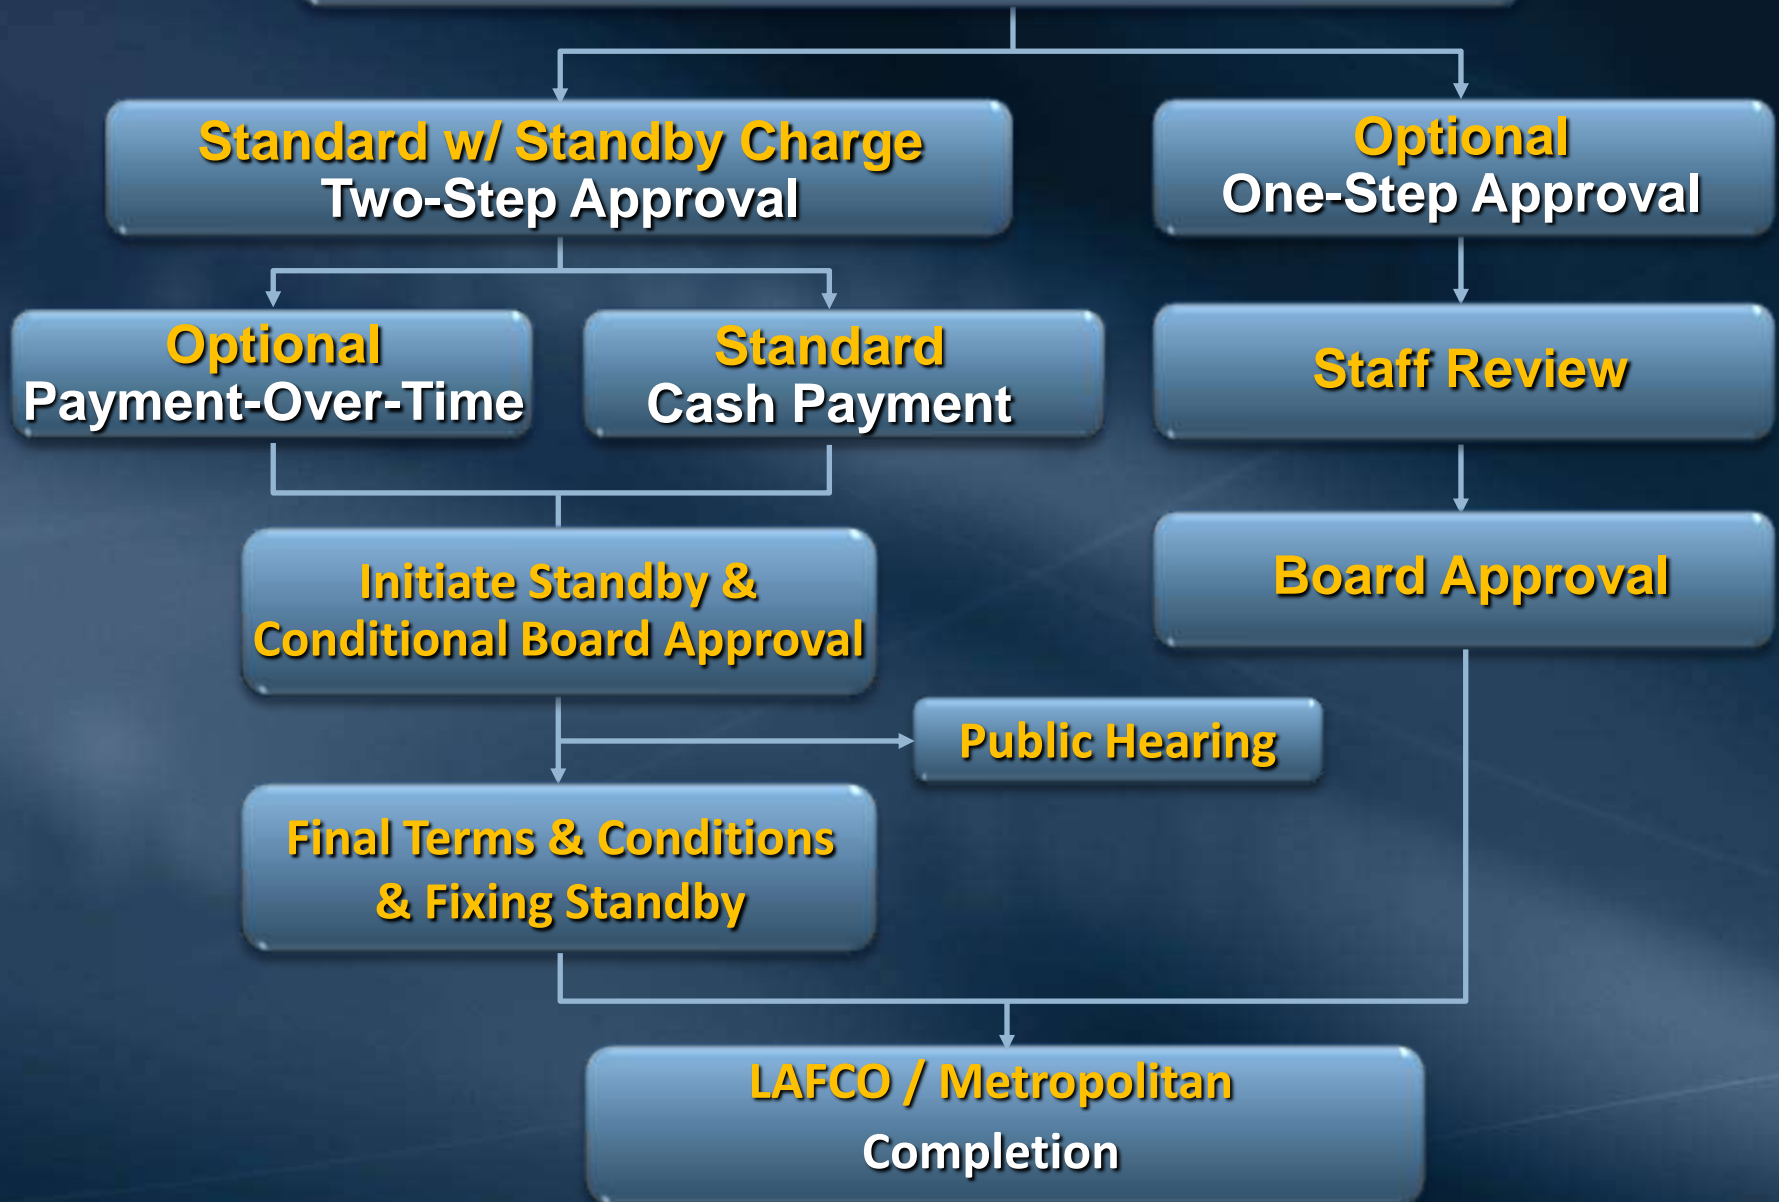 Standard w/ Standby Charge
Two-Step Approval
Optional
One-Step Approval
Optional
Payment-Over-Time
Standard
Cash Payment
Staff Review
Initiate Standby &
Conditional Board Approval
Board Approval
Public Hearing
Final Terms & Conditions
& Fixing Standby
LAFCO / Metropolitan
Completion